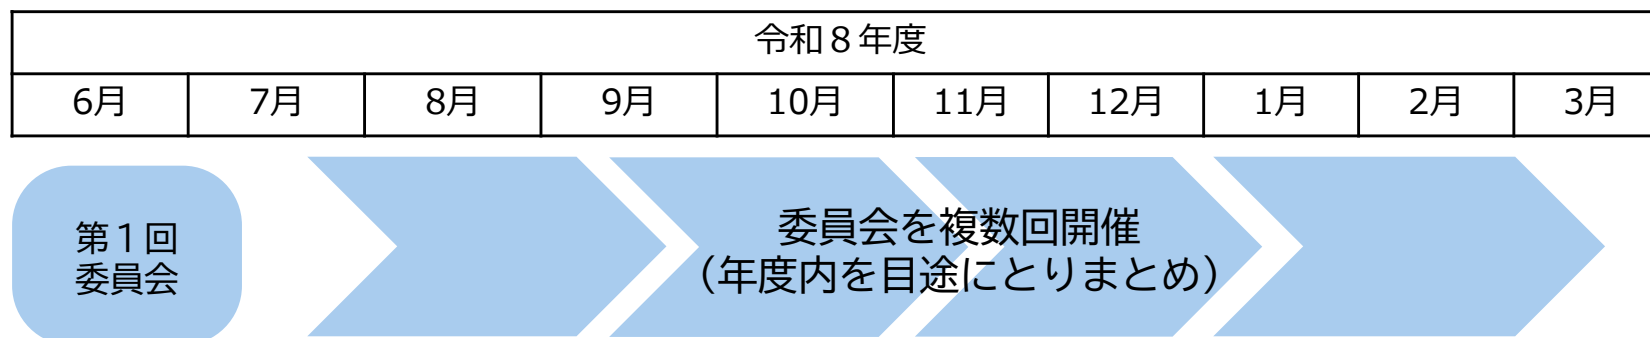 令和８年度
6月 7月 8月 9月 10月 11月 12月 1月 2月 3月
第１回
委員会
委員会を複数回開催
（年度内を目途にとりまとめ）